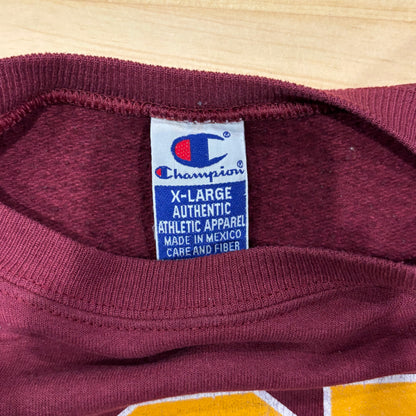 Champion
X-LARGE
AUTHENTIC
ATHLETIC APPAREL
MADE IN MEXICO
CARE AND FIBER